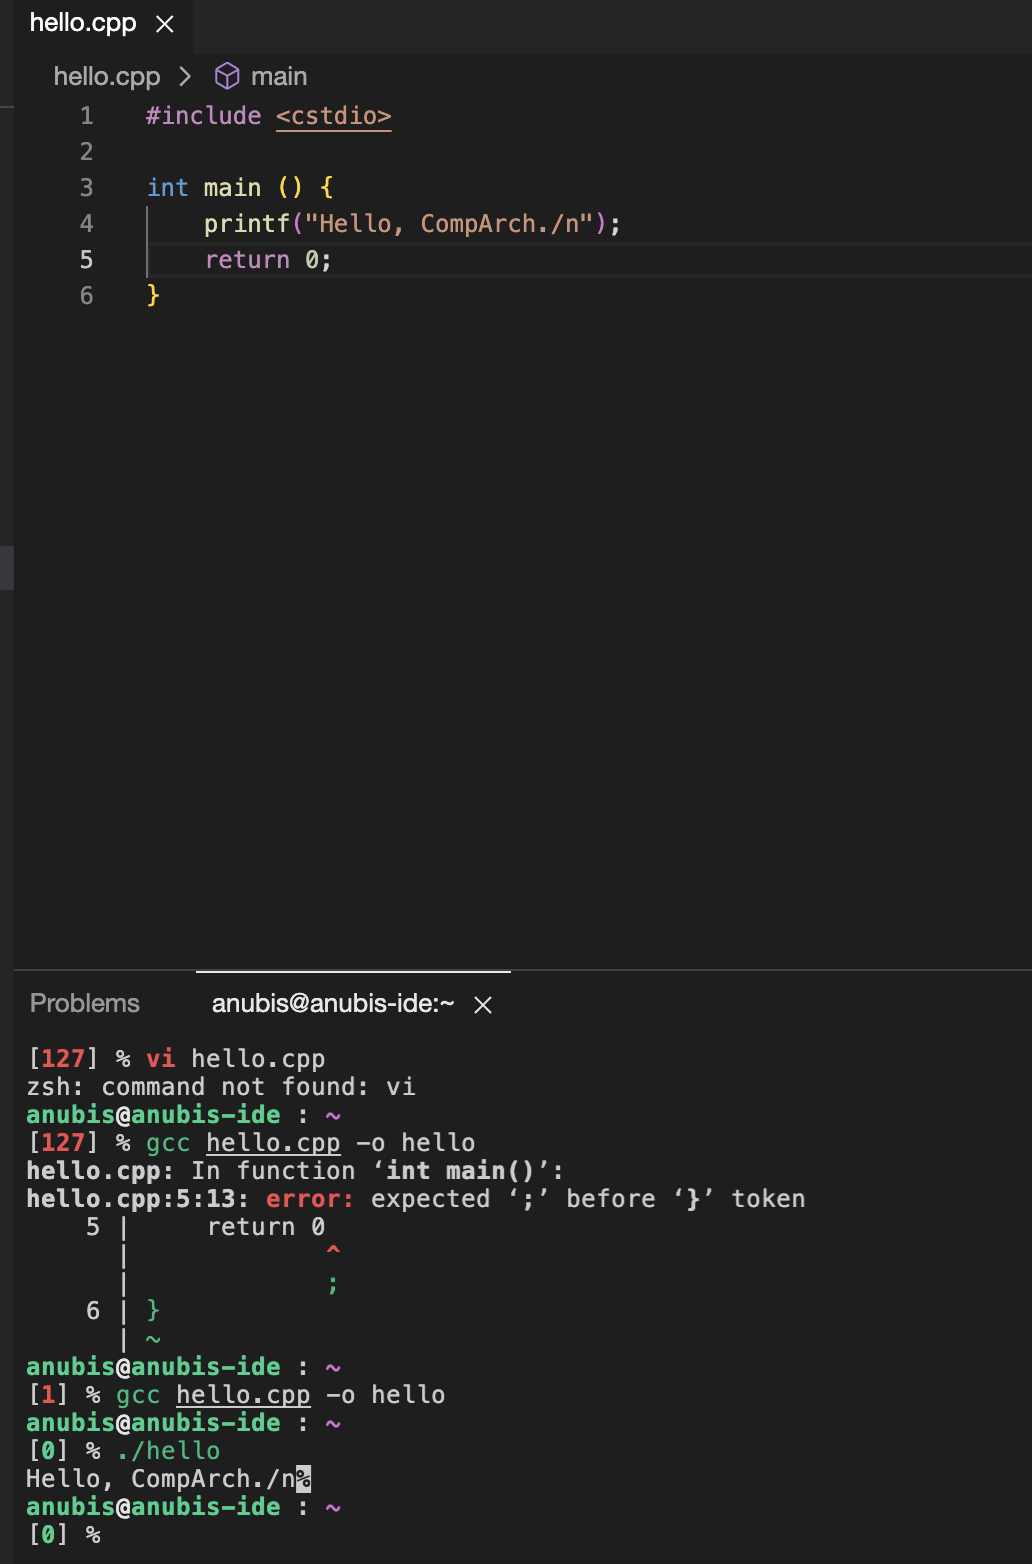 hello.cpp ×
hello.cpp > main
1 #include <cstdio>
2
3 int main () {
4     printf("Hello, CompArch./n");
5     return 0;
6 }
Problems anubis@anubis-ide:~ ×
[127] % vi hello.cpp
zsh: command not found: vi
anubis@anubis-ide : ~
[127] % gcc hello.cpp -o hello
hello.cpp: In function ‘int main()’:
hello.cpp:5:13: error: expected ‘;’ before ‘}’ token
    5 |     return 0
      |             ^
      |             ;
    6 | }
      | ~
anubis@anubis-ide : ~
[1] % gcc hello.cpp -o hello
anubis@anubis-ide : ~
[0] % ./hello
Hello, CompArch./n%
anubis@anubis-ide : ~
[0] %